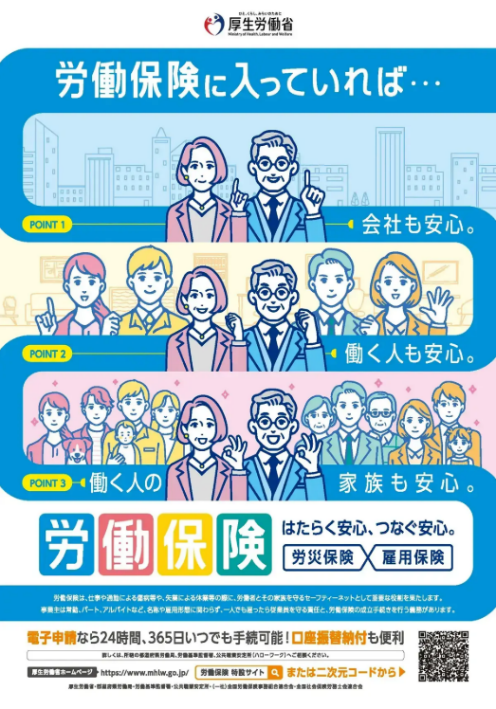 ひと、くらし、みらいのために
厚生労働省
Ministry of Health, Labour and Welfare
労働保険に入っていれば…
POINT 1
会社も安心。
POINT 2
働く人も安心。
POINT 3
働く人の
家族も安心。
労働保険
はたらく安心、つなぐ安心。
労災保険 雇用保険
労働保険は、仕事や通勤による傷病等や、失業による休業等の際に、労働者とその家族を守るセーフティーネットとして重要な役割を果たします。
事業主は常勤、パート、アルバイトなど、名称や雇用形態に関わらず、一人でも雇ったら従業員を守る責任と、労働保険の成立手続きを行う義務があります。
電子申請なら24時間、365日いつでも手続可能!口座振替納付も便利
詳しくは、所轄の都道府県労働局、労働基準監督署、公共職業安定所(ハローワーク)へご相談ください。
厚生労働省ホームページ https://www.mhlw.go.jp/ 労働保険 特設サイト または二次元コードから
厚生労働省・都道府県労働局・労働基準監督署・公共職業安定所・(一社)全国労働保険事務組合連合会・全国社会保険労務士会連合会